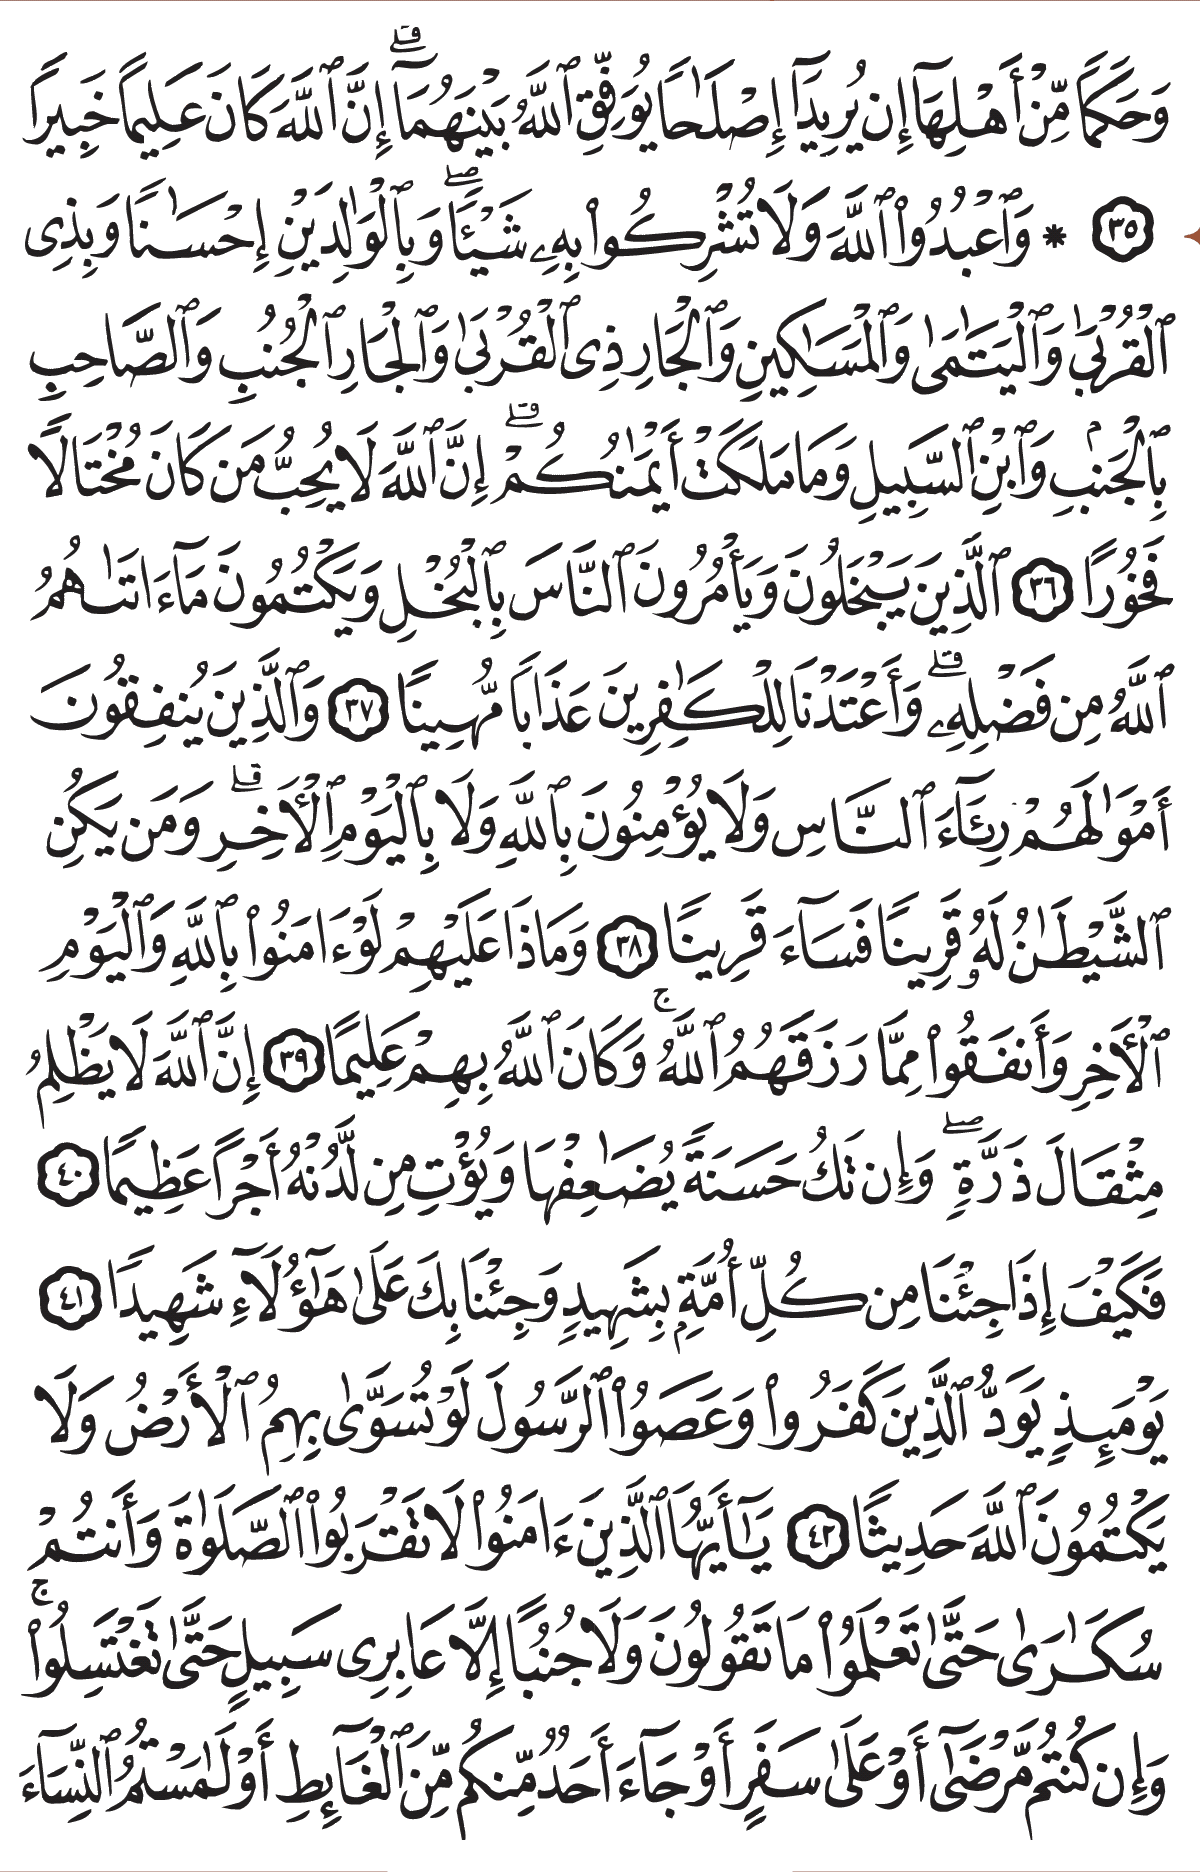 وَحَكَمًا مِّنْ أَهْلِهَآ إِن يُرِيدَآ إِصْلَٰحًا يُوَفِّقِ ٱللَّهُ بَيْنَهُمَآ ۗ إِنَّ ٱللَّهَ كَانَ عَلِيمًا خَبِيرًا
٣٥ * وَٱعْبُدُوا۟ ٱللَّهَ وَلَا تُشْرِكُوا۟ بِهِۦ شَيْـًٔا ۖ وَبِٱلْوَٰلِدَيْنِ إِحْسَٰنًا وَبِذِى
ٱلْقُرْبَىٰ وَٱلْيَتَٰمَىٰ وَٱلْمَسَٰكِينِ وَٱلْجَارِ ذِى ٱلْقُرْبَىٰ وَٱلْجَارِ ٱلْجُنُبِ وَٱلصَّاحِبِ
بِٱلْجَنۢبِ وَٱبْنِ ٱلسَّبِيلِ وَمَا مَلَكَتْ أَيْمَٰنُكُمْ ۗ إِنَّ ٱللَّهَ لَا يُحِبُّ مَن كَانَ مُخْتَالًا
فَخُورًا ٣٦ ٱلَّذِينَ يَبْخَلُونَ وَيَأْمُرُونَ ٱلنَّاسَ بِٱلْبُخْلِ وَيَكْتُمُونَ مَآ ءَاتَىٰهُمُ
ٱللَّهُ مِن فَضْلِهِۦ ۗ وَأَعْتَدْنَا لِلْكَٰفِرِينَ عَذَابًا مُّهِينًا ٣٧ وَٱلَّذِينَ يُنفِقُونَ
أَمْوَٰلَهُمْ رِئَآءَ ٱلنَّاسِ وَلَا يُؤْمِنُونَ بِٱللَّهِ وَلَا بِٱلْيَوْمِ ٱلْـَٔاخِرِ ۗ وَمَن يَكُنِ
ٱلشَّيْطَٰنُ لَهُۥ قَرِينًا فَسَآءَ قَرِينًا ٣٨ وَمَاذَا عَلَيْهِمْ لَوْ ءَامَنُوا۟ بِٱللَّهِ وَٱلْيَوْمِ
ٱلْـَٔاخِرِ وَأَنفَقُوا۟ مِمَّا رَزَقَهُمُ ٱللَّهُ ۚ وَكَانَ ٱللَّهُ بِهِمْ عَلِيمًا ٣٩ إِنَّ ٱللَّهَ لَا يَظْلِمُ
مِثْقَالَ ذَرَّةٍ ۖ وَإِن تَكُ حَسَنَةً يُضَٰعِفْهَا وَيُؤْتِ مِن لَّدُنْهُ أَجْرًا عَظِيمًا ٤٠
فَكَيْفَ إِذَا جِئْنَا مِن كُلِّ أُمَّةٍۭ بِشَهِيدٍ وَجِئْنَا بِكَ عَلَىٰ هَٰٓؤُلَآءِ شَهِيدًا ٤١
يَوْمَئِذٍ يَوَدُّ ٱلَّذِينَ كَفَرُوا۟ وَعَصَوُا۟ ٱلرَّسُولَ لَوْ تُسَوَّىٰ بِهِمُ ٱلْأَرْضُ وَلَا
يَكْتُمُونَ ٱللَّهَ حَدِيثًا ٤٢ يَٰٓأَيُّهَا ٱلَّذِينَ ءَامَنُوا۟ لَا تَقْرَبُوا۟ ٱلصَّلَوٰةَ وَأَنتُمْ
سُكَٰرَىٰ حَتَّىٰ تَعْلَمُوا۟ مَا تَقُولُونَ وَلَا جُنُبًا إِلَّا عَابِرِى سَبِيلٍ حَتَّىٰ تَغْتَسِلُوا۟ ۚ
وَإِن كُنتُم مَّرْضَىٰٓ أَوْ عَلَىٰ سَفَرٍ أَوْ جَآءَ أَحَدٌ مِّنكُم مِّنَ ٱلْغَآئِطِ أَوْ لَٰمَسْتُمُ ٱلنِّسَآءَ